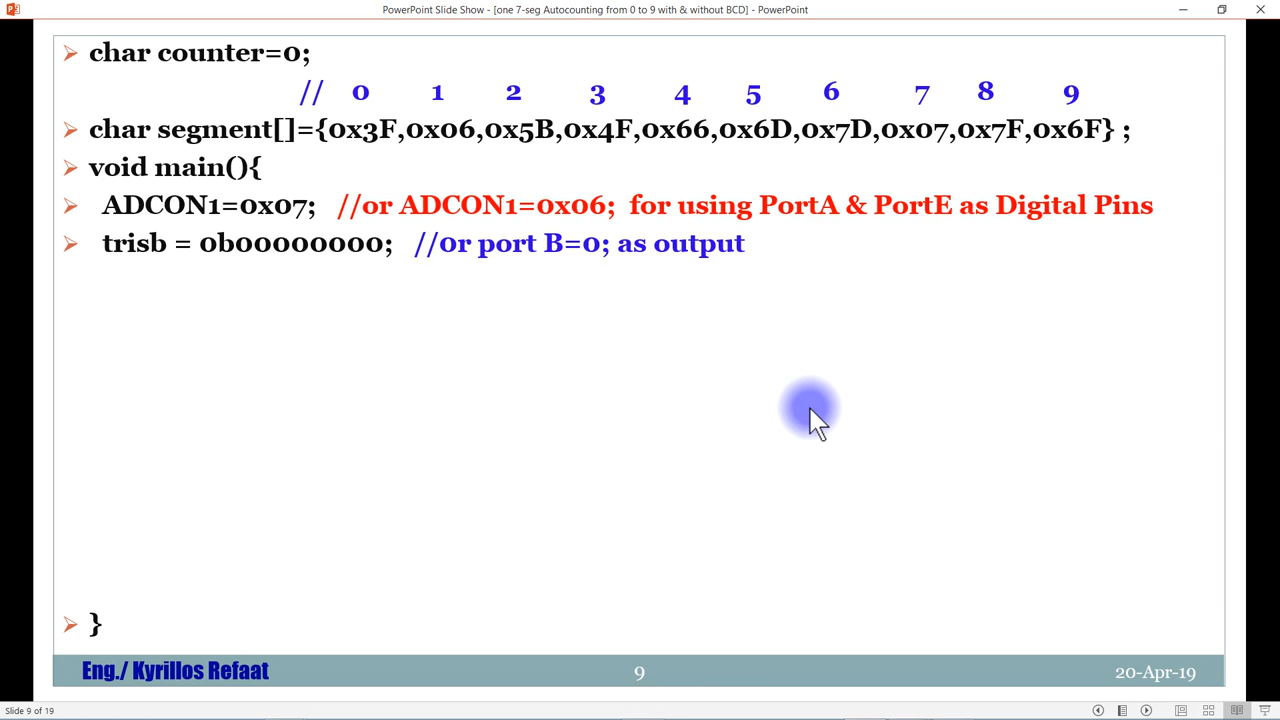 PowerPoint Slide Show - [one 7-seg Autocounting from 0 to 9 with & without BCD] - PowerPoint
char counter=0;
// 0 1 2 3 4 5 6 7 8 9
char segment[]={0x3F,0x06,0x5B,0x4F,0x66,0x6D,0x7D,0x07,0x7F,0x6F} ;
void main(){
ADCON1=0x07; //or ADCON1=0x06; for using PortA & PortE as Digital Pins
trisb = 0b00000000; //0r port B=0; as output
}
Eng./ Kyrillos Refaat 9 20-Apr-19
Slide 9 of 19